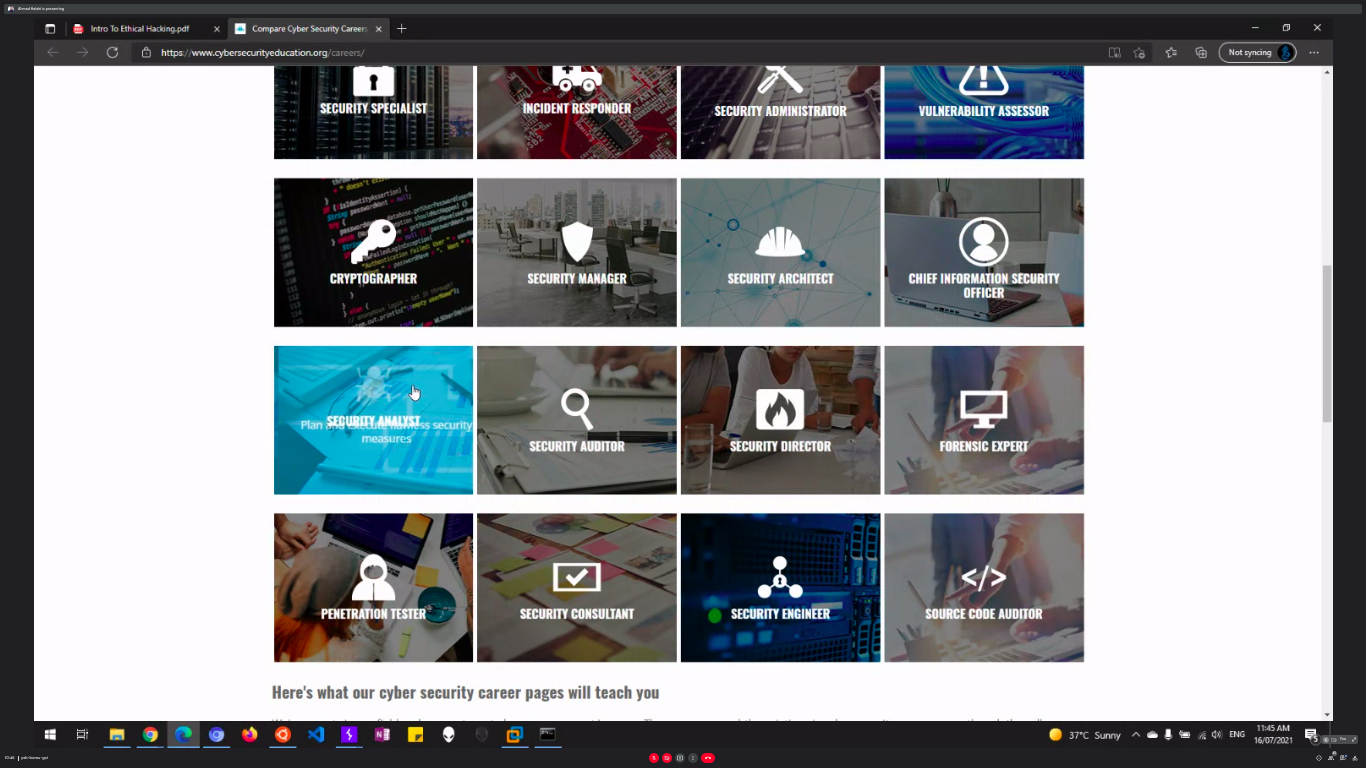 Ahmed Rafahi is presenting
Intro To Ethical Hacking.pdf
Compare Cyber Security Careers
https://www.cybersecurityeducation.org/careers/
Not syncing
SECURITY SPECIALIST
INCIDENT RESPONDER
SECURITY ADMINISTRATOR
VULNERABILITY ASSESSOR
CRYPTOGRAPHER
SECURITY MANAGER
SECURITY ARCHITECT
CHIEF INFORMATION SECURITY
OFFICER
SECURITY ANALYST
Plan and execute flawless security
measures
SECURITY AUDITOR
SECURITY DIRECTOR
FORENSIC EXPERT
PENETRATION TESTER
SECURITY CONSULTANT
SECURITY ENGINEER
SOURCE CODE AUDITOR
Here's what our cyber security career pages will teach you
37°C Sunny
ENG
11:45 AM
16/07/2021